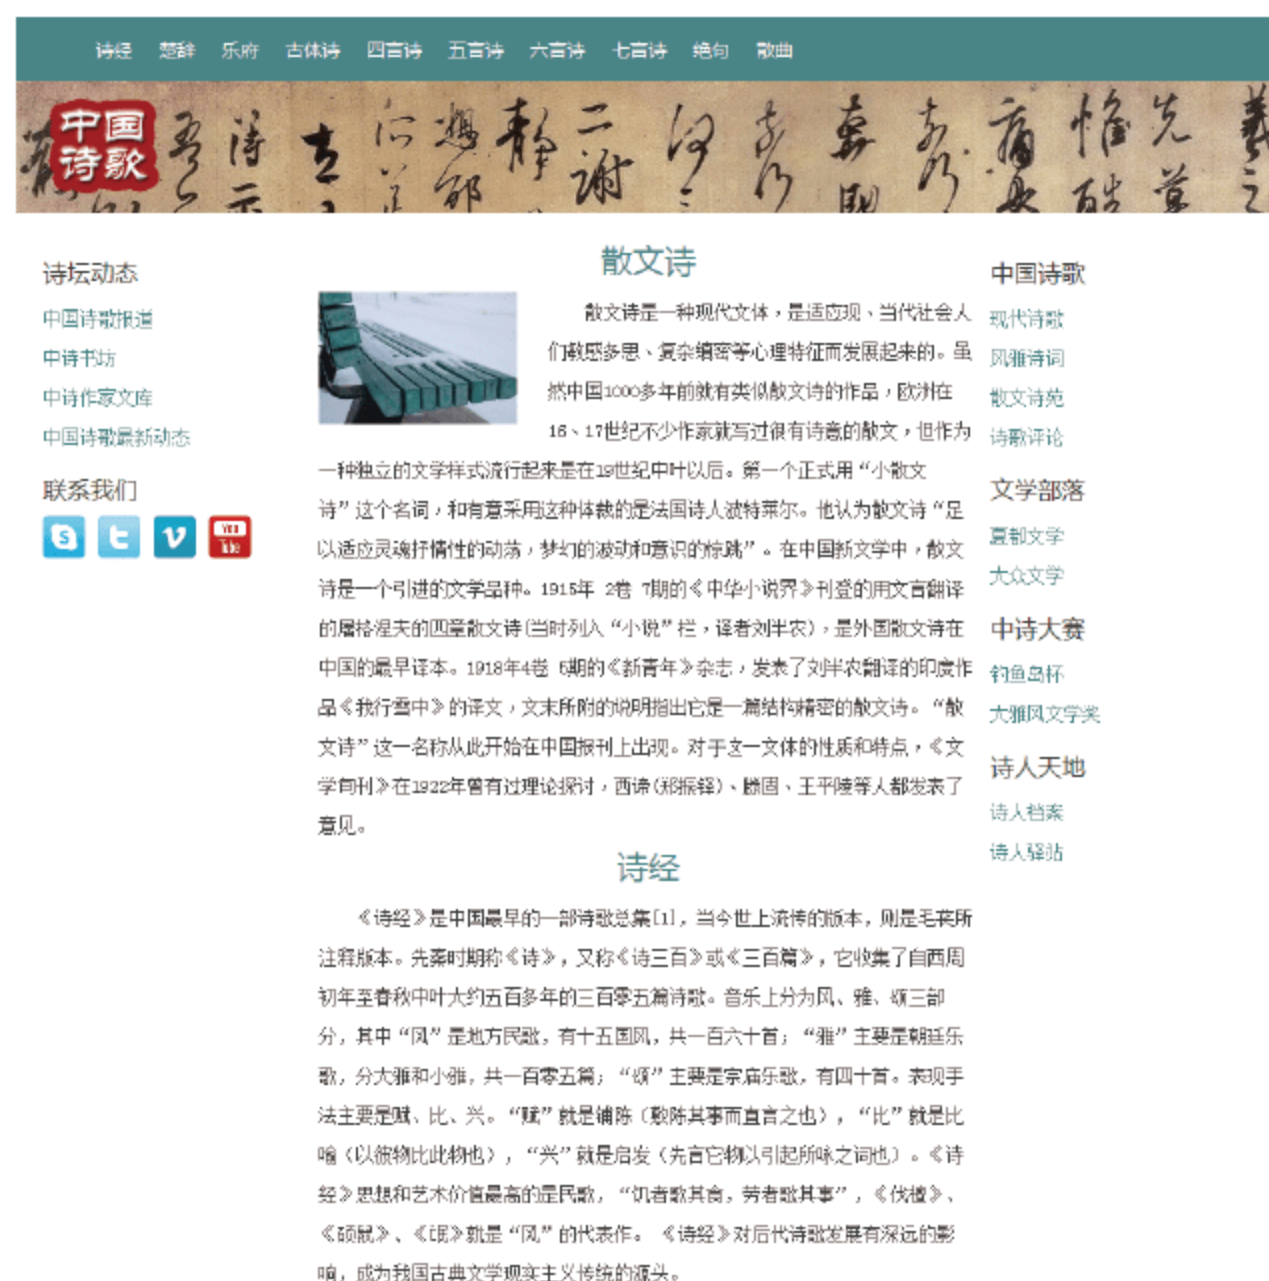 诗经 楚辞 乐府 古体诗 四言诗 五言诗 六言诗 七言诗 绝句 散曲
中国
诗歌
诗坛动态
中国诗歌报道
中诗书坊
中诗作家文库
中国诗歌最新动态
联系我们
You
Tube
散文诗
散文诗是一种现代文体，是适应现、当代社会人
们敏感多思、复杂缜密等心理特征而发展起来的。虽
然中国1000多年前就有类似散文诗的作品，欧洲在
16、17世纪不少作家就写过很有诗意的散文，但作为
一种独立的文学样式流行起来是在19世纪中叶以后。第一个正式用“小散文
诗”这个名词，和有意采用这种体裁的是法国诗人波特莱尔。他认为散文诗“足
以适应灵魂抒情性的动荡，梦幻的波动和意识的惊跳”。在中国新文学中，散文
诗是一个引进的文学品种。1915年 2卷 7期的《中华小说界》刊登的用文言翻译
的屠格涅夫的四章散文诗(当时列入“小说”栏，译者刘半农)，是外国散文诗在
中国的最早译本。1918年4卷 5期的《新青年》杂志，发表了刘半农翻译的印度作
品《我行雪中》的译文，文末所附的说明指出它是一篇结构精密的散文诗。“散
文诗”这一名称从此开始在中国报刊上出现。对于这一文体的性质和特点，《文
学旬刊》在1922年曾有过理论探讨，西谛(郑振铎)、滕固、王平陵等人都发表了
意见。
诗经
《诗经》是中国最早的一部诗歌总集[1]，当今世上流传的版本，则是毛苌所
注释版本。先秦时期称《诗》，又称《诗三百》或《三百篇》，它收集了自西周
初年至春秋中叶大约五百多年的三百零五篇诗歌。音乐上分为风、雅、颂三部
分，其中“风”是地方民歌，有十五国风，共一百六十首；“雅”主要是朝廷乐
歌，分大雅和小雅，共一百零五篇；“颂”主要是宗庙乐歌，有四十首。表现手
法主要是赋、比、兴。“赋”就是铺陈（敷陈其事而直言之也），“比”就是比
喻（以彼物比此物也），“兴”就是启发（先言它物以引起所咏之词也）。《诗
经》思想和艺术价值最高的是民歌，“饥者歌其食，劳者歌其事”，《伐檀》、
《硕鼠》、《氓》就是“风”的代表作。《诗经》对后代诗歌发展有深远的影
响，成为我国古典文学现实主义传统的源头。
中国诗歌
现代诗歌
风雅诗词
散文诗苑
诗歌评论
文学部落
夏都文学
大众文学
中诗大赛
钓鱼岛杯
大雅风文学奖
诗人天地
诗人档案
诗人驿站